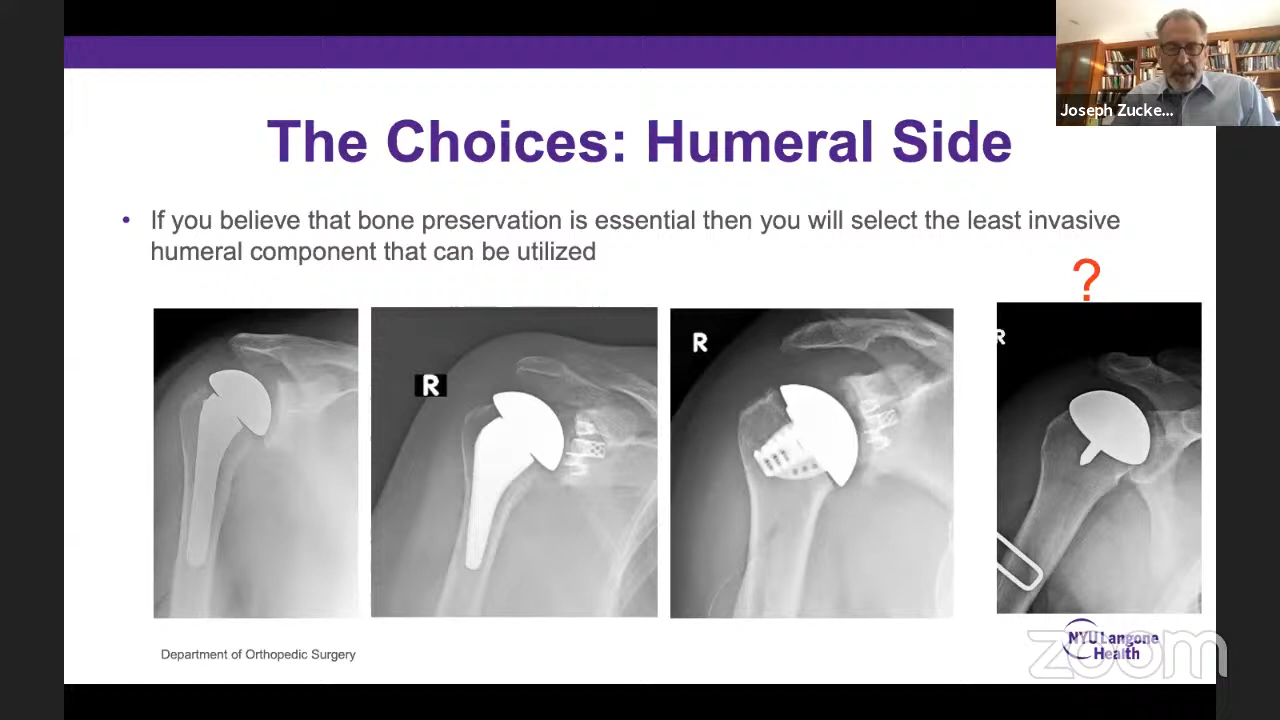 Joseph Zucke...
The Choices: Humeral Side
• If you believe that bone preservation is essential then you will select the least invasive
humeral component that can be utilized
?
R
R
R
Department of Orthopedic Surgery
NYU Langone
Health
zoom